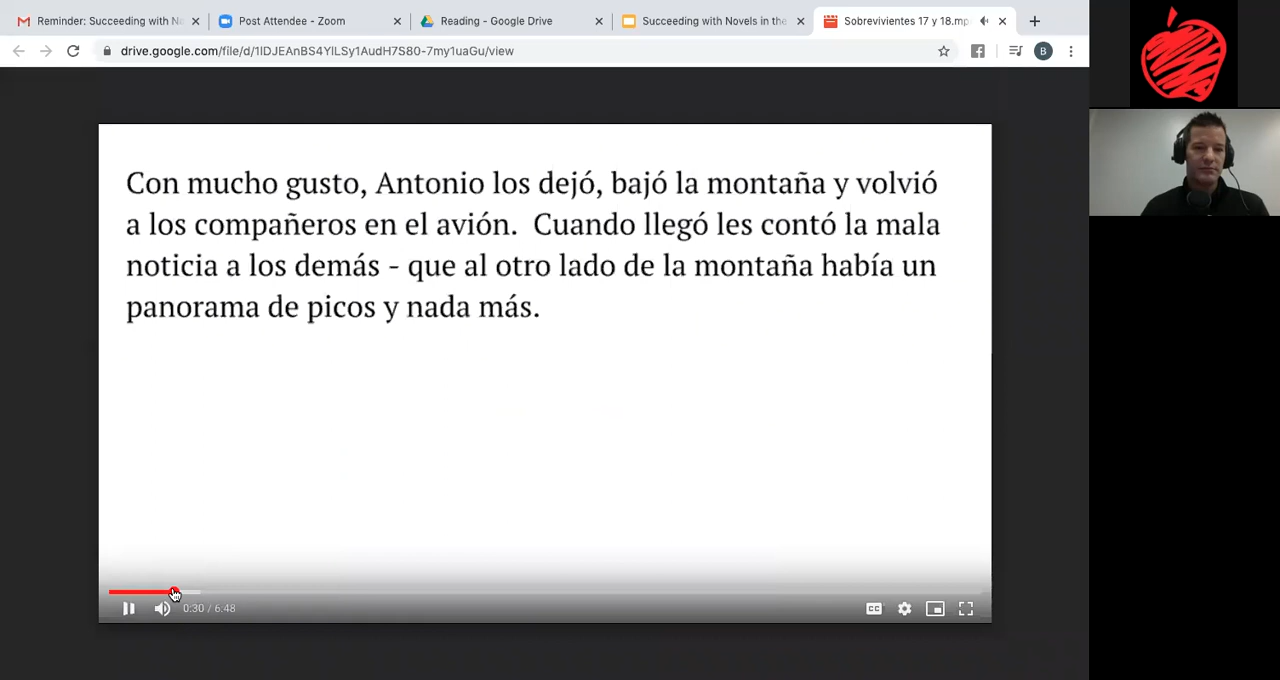 Reminder: Succeeding with N
Post Attendee - Zoom
Reading - Google Drive
Succeeding with Novels in the
Sobrevivientes 17 y 18.mp
drive.google.com/file/d/1lDJEAnBS4YlLSy1AudH7S80-7my1uaGu/view
B
Con mucho gusto, Antonio los dejó, bajó la montaña y volvió
a los compañeros en el avión. Cuando llegó les contó la mala
noticia a los demás - que al otro lado de la montaña había un
panorama de picos y nada más.
0:30 / 6:48
CC